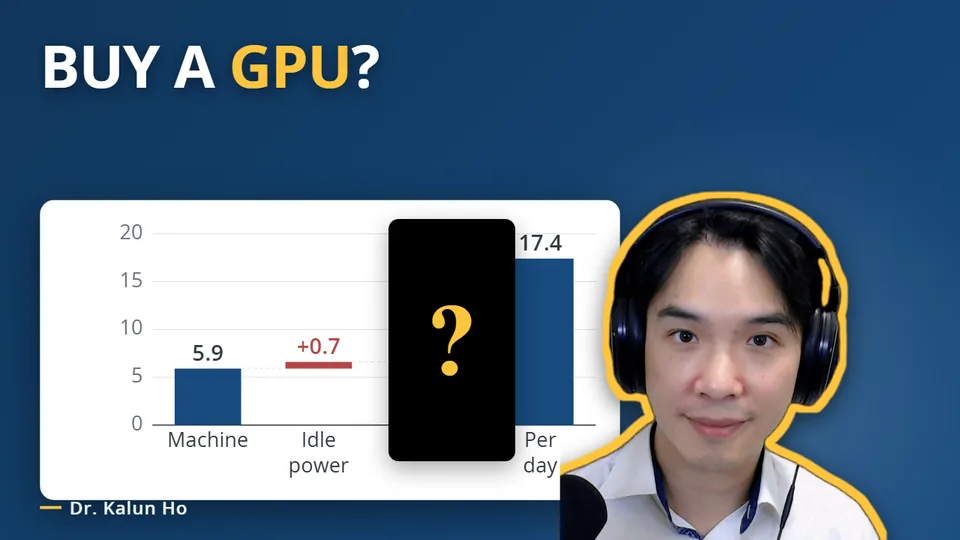 BUY A GPU?
20
15
10
5
0
5.9
+0.7
?
17.4
Machine
Idle
power
Per
day
Dr. Kalun Ho